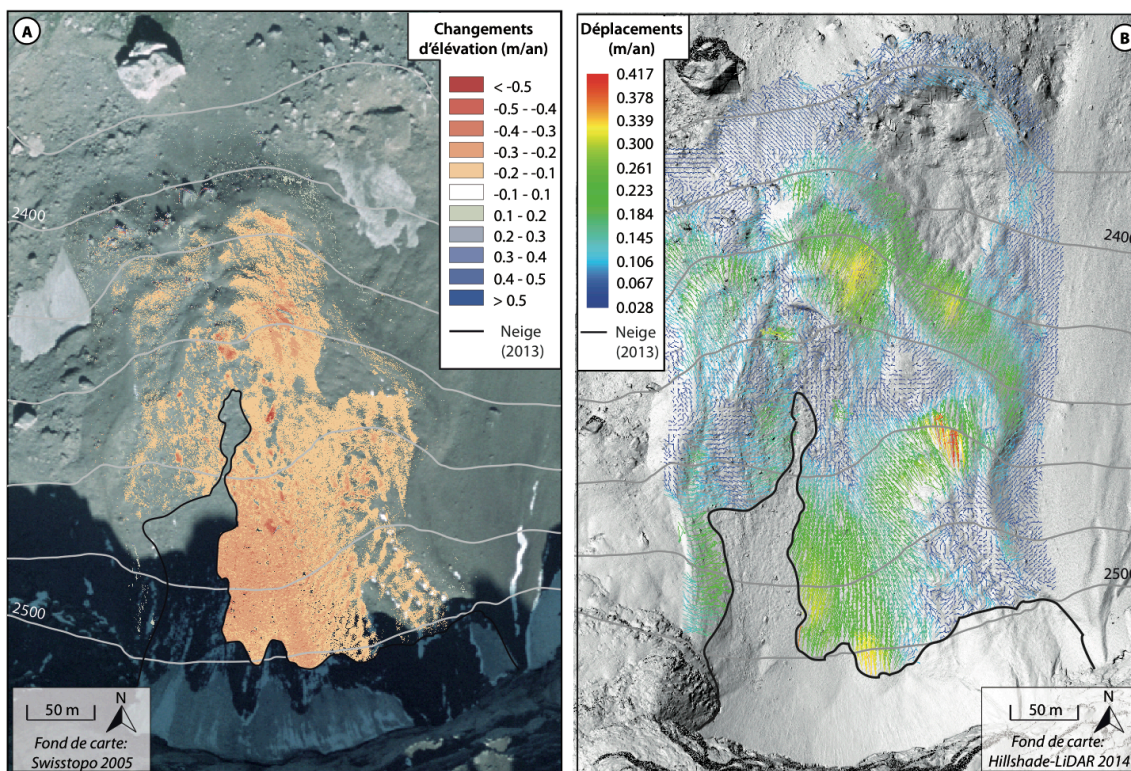 A
Changements
d'élévation (m/an)
< -0.5
-0.5 - -0.4
-0.4 - -0.3
-0.3 - -0.2
-0.2 - -0.1
-0.1 - 0.1
0.1 - 0.2
0.2 - 0.3
0.3 - 0.4
0.4 - 0.5
> 0.5
Neige
(2013)
2400
2500
50 m
N
Fond de carte:
Swisstopo 2005
B
Déplacements
(m/an)
0.417
0.378
0.339
0.300
0.261
0.223
0.184
0.145
0.106
0.067
0.028
Neige
(2013)
2400
2500
50 m
N
Fond de carte:
Hillshade-LiDAR 2014